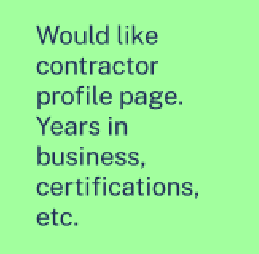 Would like
contractor
profile page.
Years in
business,
certifications,
etc.